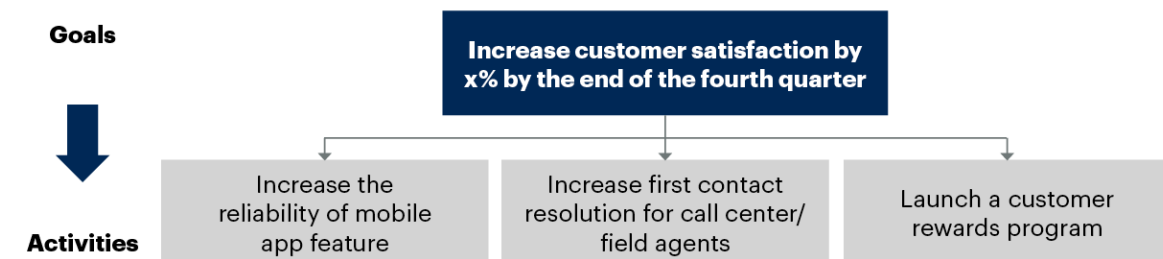 Goals
Increase customer satisfaction by
x% by the end of the fourth quarter
Increase the
reliability of mobile
app feature
Increase first contact
resolution for call center/
field agents
Launch a customer
rewards program
Activities